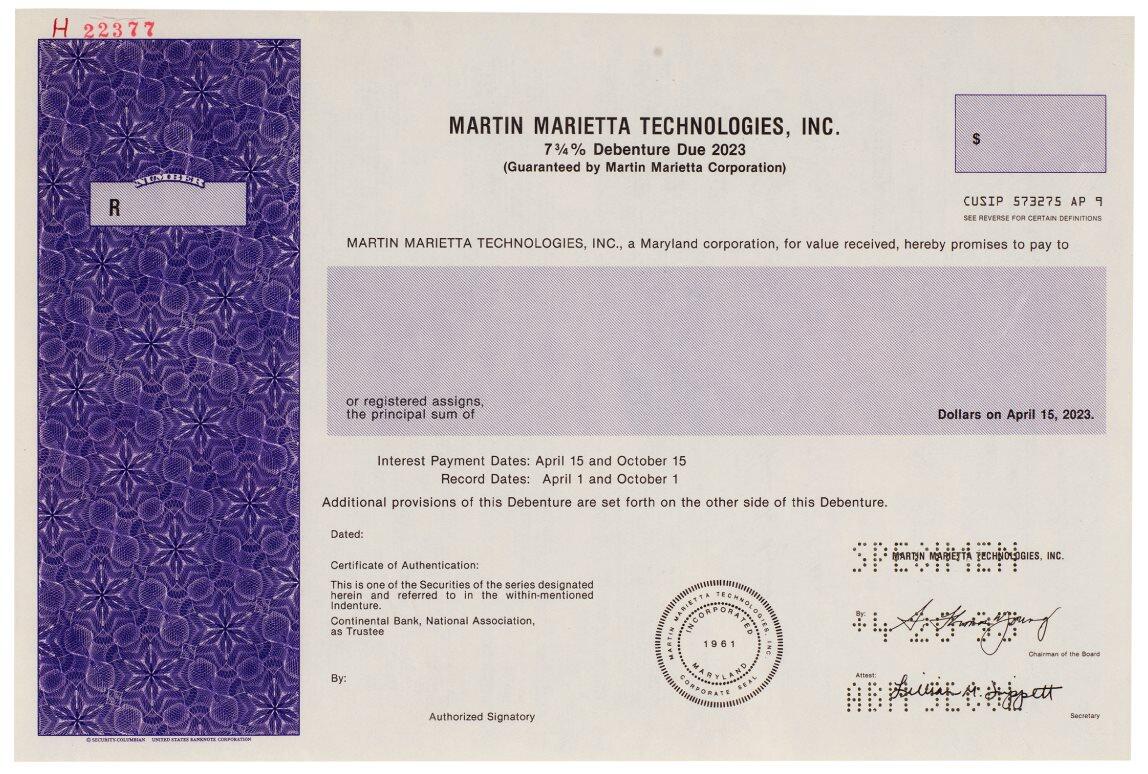 H 22377
MARTIN MARIETTA TECHNOLOGIES, INC.
7¾% Debenture Due 2023
(Guaranteed by Martin Marietta Corporation)
$
NUMBER
R
CUSIP 573275 AP 9
SEE REVERSE FOR CERTAIN DEFINITIONS
MARTIN MARIETTA TECHNOLOGIES, INC., a Maryland corporation, for value received, hereby promises to pay to
or registered assigns,
the principal sum of
Dollars on April 15, 2023.
Interest Payment Dates: April 15 and October 15
Record Dates: April 1 and October 1
Additional provisions of this Debenture are set forth on the other side of this Debenture.
Dated:
Certificate of Authentication:
This is one of the Securities of the series designated
herein and referred to in the within-mentioned
Indenture.
Continental Bank, National Association,
as Trustee
By:
Authorized Signatory
MARTIN MARIETTA TECHNOLOGIES, INC.
INCORPORATED
1961
MARYLAND
CORPORATE SEAL
SPECIMEN
MARTIN MARIETTA TECHNOLOGIES, INC.
By:
Young
Chairman of the Board
Attest:
Lillian M. Tippett
Secretary
© SECURITY-COLUMBIAN UNITED STATES BANKNOTE CORPORATION